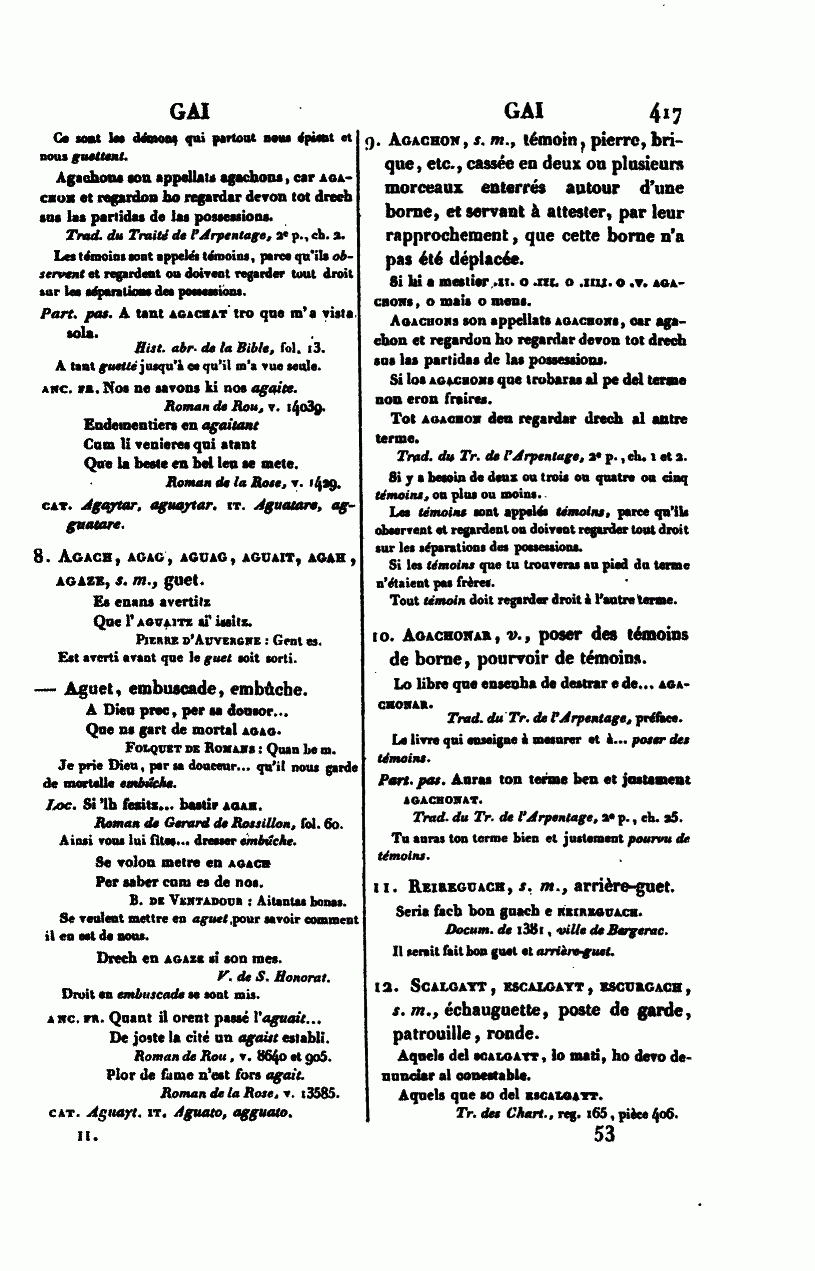 GAI
Ce sont les démons qui partout nous épient et
nous guettent.
Agachons son appellats agachons, car AGA-
CHON et regardon ho regardar devon tot drech
sus las partidas de las possessions.
Trad. du Traité de l'Arpentage, 2e p., ch. 2.
Les témoins sont appelés témoins, parce qu'ils ob-
servent et regardent ou doivent regarder tout droit
sur les séparations des possessions.
Part. pas. A tant AGACHAT tro que m'a vista
sola.
Hist. abr. de la Bible, fol. 13.
A tant guetté jusqu'à ce qu'il m'a vue seule.
ANC. FR. Nos ne savons ki nos agaite.
Roman de Rou, v. 14039.
Endementiers en agaitant
Cum li venieres qui atant
Que la beste en bel leu se mete.
Roman de la Rose, v. 1429.
CAT. Agaytar, aguaytar. IT. Aguatare, ag-
guatare.
8. AGACH, AGAG, AGUAG, AGUAIT, AGAH,
AGAZE, s. m., guet.
Es enans avertitz
Que l' AGUAITZ si' issitz.
PIERRE D'AUVERGNE : Gent es.
Est averti avant que le guet soit sorti.
— Aguet, embuscade, embûche.
A Dieu prec, per sa doussor...
Que ns gart de mortal AGAG.
FOLQUET DE ROMANS : Quan be m.
Je prie Dieu, par sa douceur... qu'il nous garde
de mortelle embûche.
Loc. Si 'lh fesitz... bastir AGAH.
Roman de Gerard de Rossillon, fol. 60.
Ainsi vous lui fîtes... dresser embûche.
Se volon metre en AGACH
Per saber cum es de nos.
B. DE VENTADOUR : Aitantas bonas.
Se veulent mettre en aguet pour savoir comment
il en est de nous.
Drech en AGAZE si son mes.
V. de S. Honorat.
Droit en embuscade se sont mis.
ANC. FR. Quant il orent passé l'aguait...
De joste la cité un agait establi.
Roman de Rou, v. 8640 et 905.
Plor de fame n'est fors agait.
Roman de la Rose, v. 13585.
CAT. Aguayt. IT. Aguato, agguato.
II.
GAI 417
9. AGACHON, s. m., témoin, pierre, bri-
que, etc., cassée en deux ou plusieurs
morceaux enterrés autour d'une
borne, et servant à attester, par leur
rapprochement, que cette borne n'a
pas été déplacée.
Si hi a mestier .II. o .III. o .IIII. o .V. AGA-
CHONS, o mais o mens.
AGACHONS son appellats AGACHONS, car aga-
chon et regardon ho regardar devon tot drech
sus las partidas de las possessions.
Si los AGACHONS que trobaras al pe del terme
non eron fraires.
Tot AGACHON deu regardar drech al autre
terme.
Trad. du Tr. de l'Arpentage, 2e p., ch. 1 et 2.
Si y a besoin de deux ou trois ou quatre ou cinq
témoins, ou plus ou moins.
Les témoins sont appelés témoins, parce qu'ils
observent et regardent ou doivent regarder tout droit
sur les séparations des possessions.
Si les témoins que tu trouveras au pied du terme
n'étaient pas frères.
Tout témoin doit regarder droit à l'autre terme.
10. AGACHONAR, v., poser des témoins
de borne, pourvoir de témoins.
Lo libre que ensenha de destrar e de... AGA-
CHONAR.
Trad. du Tr. de l'Arpentage, préface.
Le livre qui enseigne à mesurer et à... poser des
témoins.
Part. pas. Auras ton terme ben et justament
AGACHONAT.
Trad. du Tr. de l'Arpentage, 2e p., ch. 25.
Tu auras ton terme bien et justement pourvu de
témoins.
11. REIREGUACH, s. m., arrière-guet.
Seria fach bon guach e REIREGUACH.
Docum. de 1381, ville de Bergerac.
Il serait fait bon guet et arrière-guet.
12. SCALGAYT, ESCALGAYT, ESCURGACH,
s. m., échauguette, poste de garde,
patrouille, ronde.
Aquels del SCALGAYT, lo mati, ho devo de-
nunciar al conestable.
Aquels que so del ESCALGAYT.
Tr. des Chart., reg. 165, pièce 406.
53